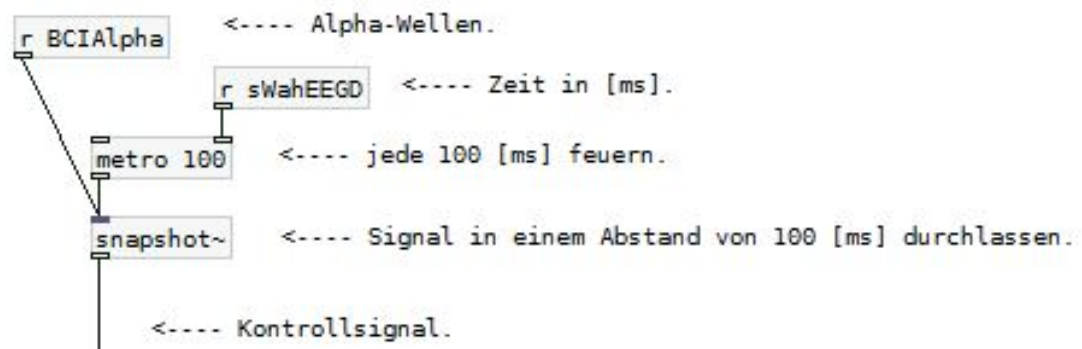 r BCIAlpha <---- Alpha-Wellen.
r sWahEEGD <---- Zeit in [ms].
metro 100 <---- jede 100 [ms] feuern.
snapshot~ <---- Signal in einem Abstand von 100 [ms] durchlassen.
<---- Kontrollsignal.